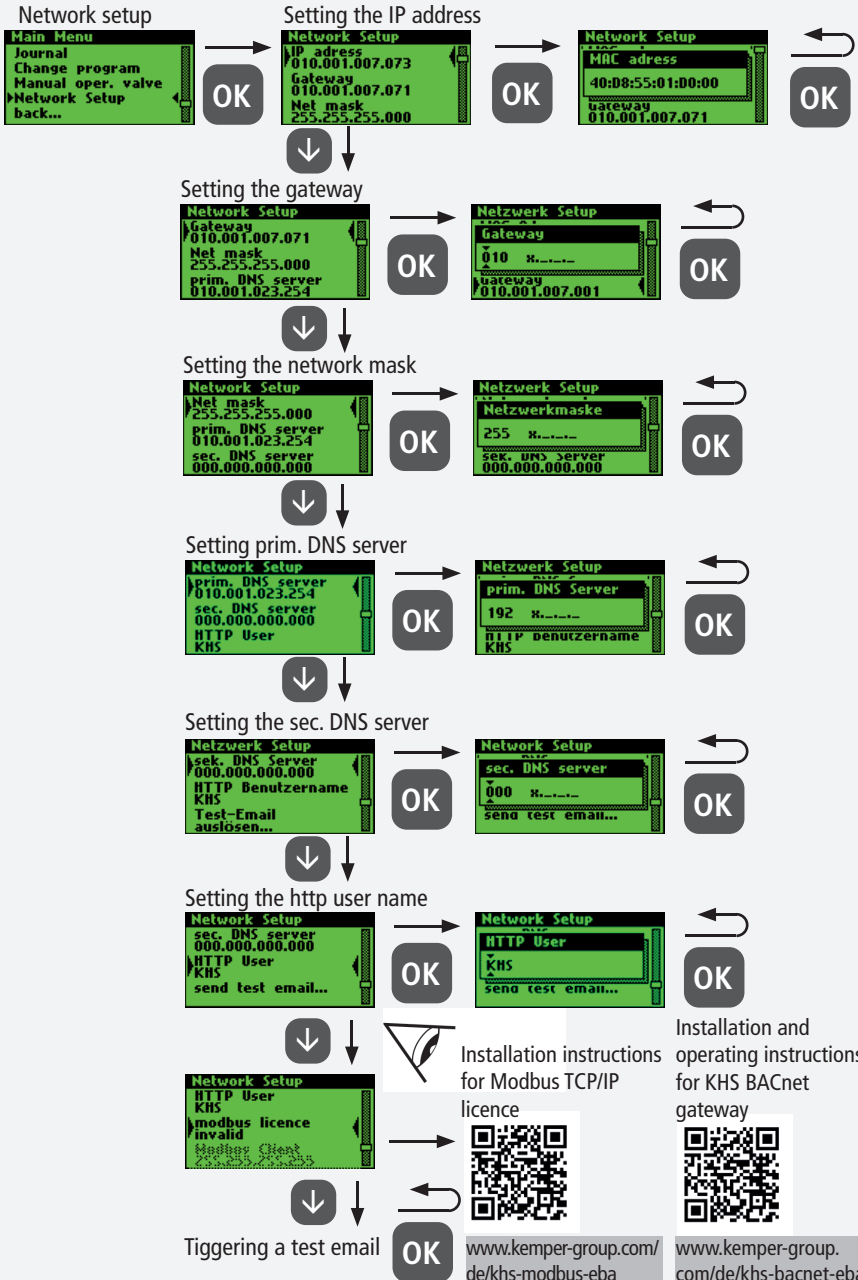 Network setup
Setting the IP address
Main Menu
Journal
Change program
Manual oper. valve
Network Setup
back...
OK
Network Setup
IP adress
010.001.007.073
Gateway
010.001.007.071
Net mask
255.255.255.000
OK
Network Setup
MAC adress
40:D8:55:01:D0:00
Gateway
010.001.007.071
OK
Setting the gateway
Network Setup
Gateway
010.001.007.071
Net mask
255.255.255.000
prim. DNS server
010.001.023.254
OK
Netzwerk Setup
Gateway
010 x._._._
Gateway
010.001.007.001
OK
Setting the network mask
Network Setup
Net mask
255.255.255.000
prim. DNS server
010.001.023.254
sec. DNS server
000.000.000.000
OK
Netzwerk Setup
Netzwerkmaske
255 x._._._
sek. DNS Server
000.000.000.000
OK
Setting prim. DNS server
Network Setup
prim. DNS server
010.001.023.254
sec. DNS server
000.000.000.000
HTTP User
KHS
OK
Netzwerk Setup
prim. DNS Server
192 x._._._
HTTP Benutzername
KHS
OK
Setting the sec. DNS server
Netzwerk Setup
sek. DNS Server
000.000.000.000
HTTP Benutzername
KHS
Test-Email
auslösen...
OK
Network Setup
sec. DNS server
000 x._._._
send test email...
OK
Setting the http user name
Network Setup
sec. DNS server
000.000.000.000
HTTP User
KHS
send test email...
OK
Network Setup
HTTP User
KHS
send test email...
OK
Network Setup
HTTP User
KHS
modbus licence
invalid
Modbus Client
255.255.255.255
Installation instructions
for Modbus TCP/IP
licence
www.kemper-group.com/
de/khs-modbus-eba
Installation and
operating instructions
for KHS BACnet
gateway
www.kemper-group.
com/de/khs-bacnet-eba
Tiggering a test email
OK